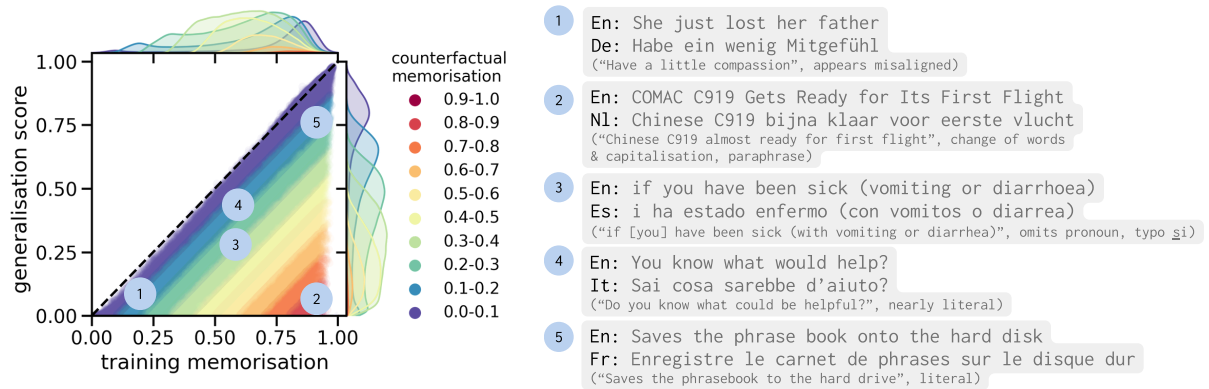 counterfactual
memorisation
0.9-1.0
0.8-0.9
0.7-0.8
0.6-0.7
0.5-0.6
0.4-0.5
0.3-0.4
0.2-0.3
0.1-0.2
0.0-0.1
generalisation score
1.00
0.75
0.50
0.25
0.00
5
4
3
1
2
0.00 0.25 0.50 0.75 1.00
training memorisation
1 En: She just lost her father
De: Habe ein wenig Mitgefühl
("Have a little compassion", appears misaligned)
2 En: COMAC C919 Gets Ready for Its First Flight
Nl: Chinese C919 bijna klaar voor eerste vlucht
("Chinese C919 almost ready for first flight", change of words
& capitalisation, paraphrase)
3 En: if you have been sick (vomiting or diarrhoea)
Es: i ha estado enfermo (con vomitos o diarrea)
("if [you] have been sick (with vomiting or diarrhea)", omits pronoun, typo si)
4 En: You know what would help?
It: Sai cosa sarebbe d'aiuto?
("Do you know what could be helpful?", nearly literal)
5 En: Saves the phrase book onto the hard disk
Fr: Enregistre le carnet de phrases sur le disque dur
("Saves the phrasebook to the hard drive", literal)